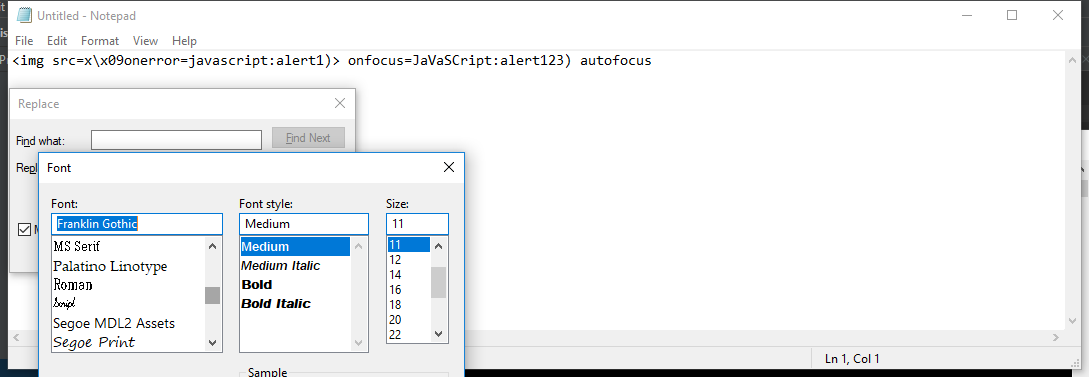 Untitled - Notepad
File Edit Format View Help
<img src=x\x09onerror=javascript:alert1)> onfocus=JaVaSCript:alert123) autofocus
Replace
Find what:
Find Next
Font
Font:
Font style:
Size:
Franklin Gothic
Medium
11
MS Serif
Palatino Linotype
Roman
Script
Segoe MDL2 Assets
Segoe Print
Medium
Medium Italic
Bold
Bold Italic
11
12
14
16
18
20
22
Sample
Ln 1, Col 1